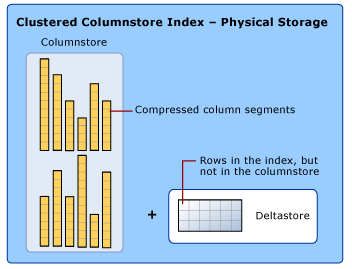 Clustered Columnstore Index – Physical Storage
Columnstore
Compressed column segments
Rows in the index, but
not in the columnstore
+
Deltastore